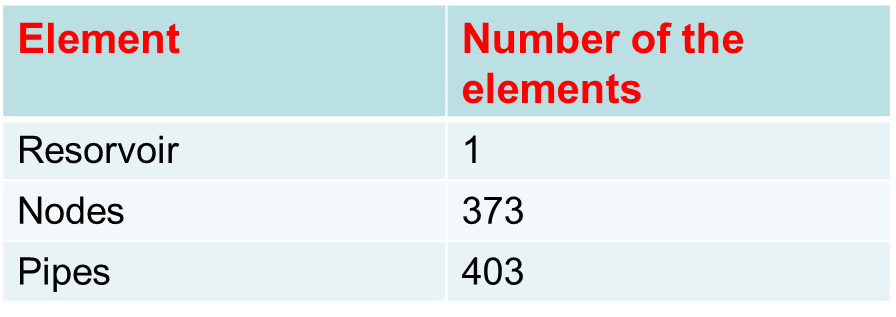 Element
Number of the
elements
Resorvoir
1
Nodes
373
Pipes
403